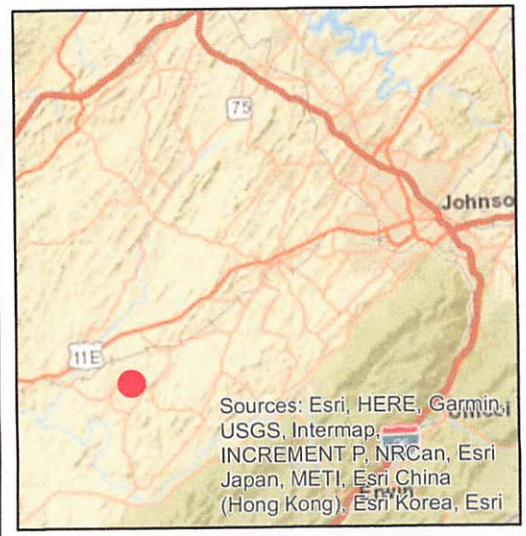 75
Johnso
11E
Sources: Esri, HERE, Garmin,
USGS, Intermap,
INCREMENT P, NRCan, Esri
Japan, METI, Esri China
(Hong Kong), Esri Korea, Esri
Erwin